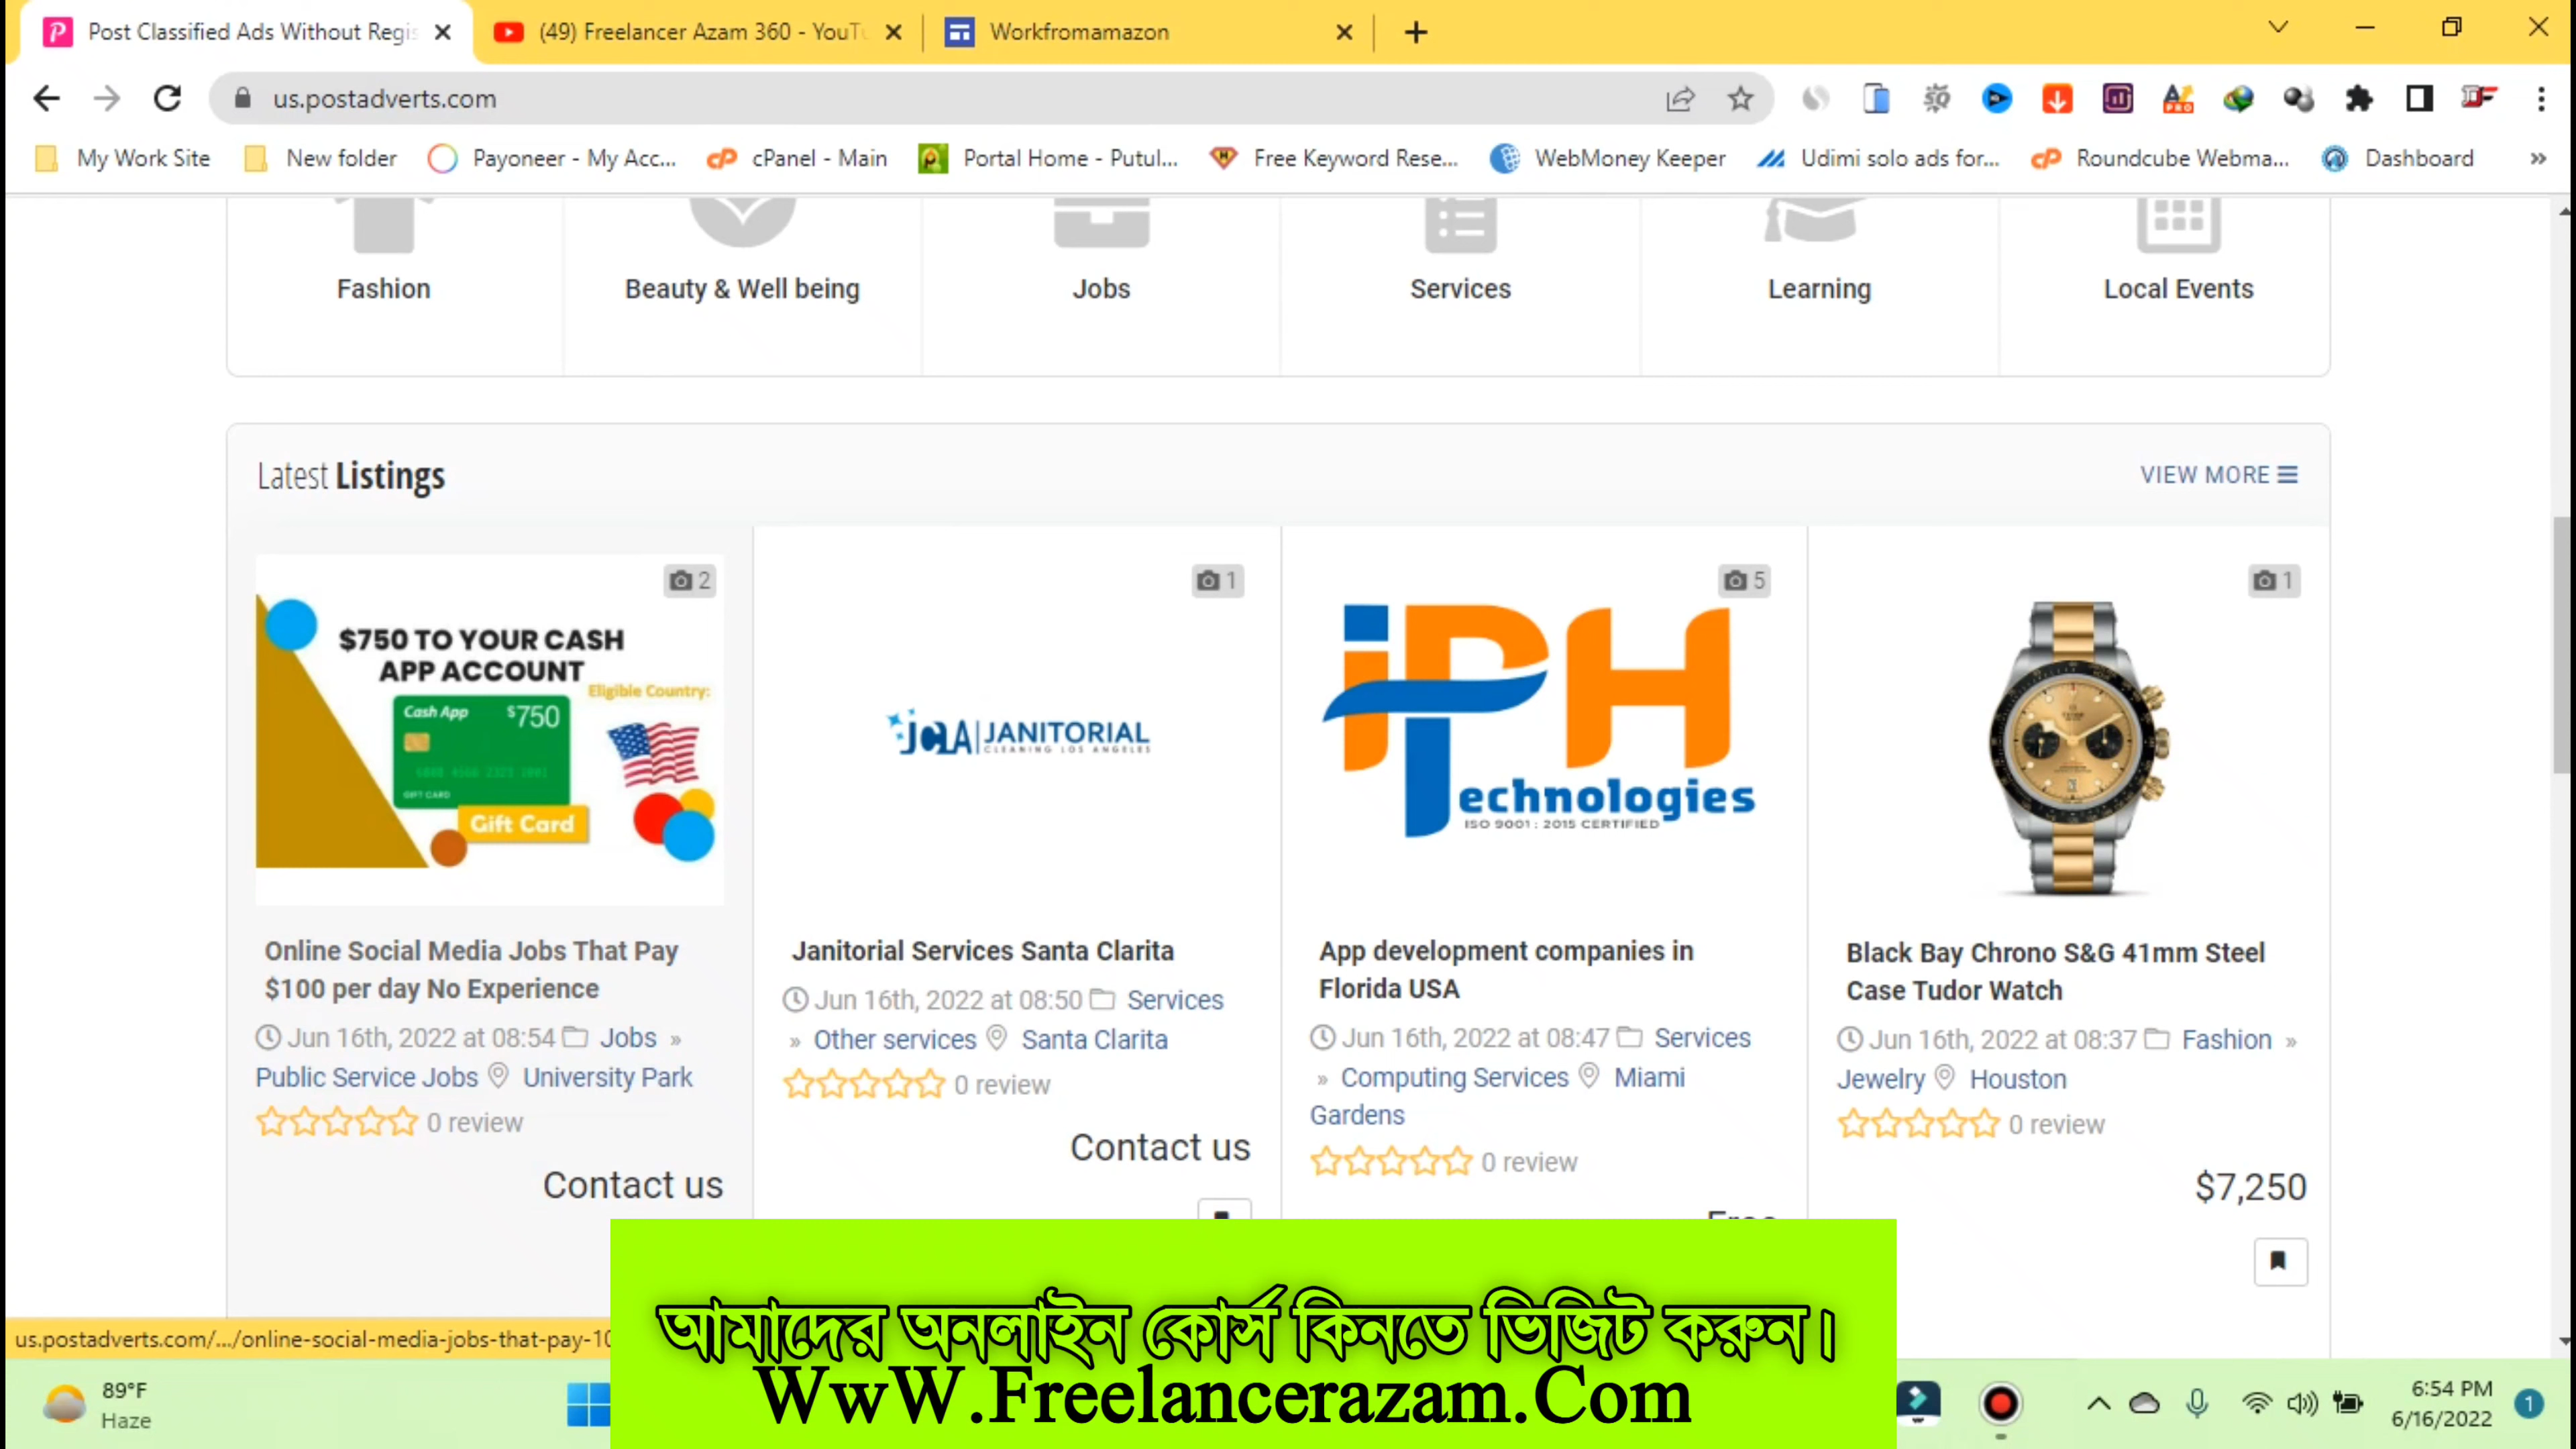 Post Classified Ads Without Regis
(49) Freelancer Azam 360 - YouTu
Workfromamazon
us.postadverts.com
My Work Site
New folder
Payoneer - My Acc...
cPanel - Main
Portal Home - Putul...
Free Keyword Rese...
WebMoney Keeper
Udimi solo ads for...
Roundcube Webma...
Dashboard
»
Fashion
Beauty & Well being
Jobs
Services
Learning
Local Events
Latest Listings
VIEW MORE
2
$750 TO YOUR CASH
APP ACCOUNT
Eligible Country:
Cash App $750
GIFT CARD
Gift Card
Online Social Media Jobs That Pay
$100 per day No Experience
Jun 16th, 2022 at 08:54 Jobs »
Public Service Jobs University Park
0 review
Contact us
1
JCLA|JANITORIAL
CLEANING LOS ANGELES
Janitorial Services Santa Clarita
Jun 16th, 2022 at 08:50 Services
» Other services Santa Clarita
0 review
Contact us
5
iPH
Technologies
ISO 9001 : 2015 CERTIFIED
App development companies in
Florida USA
Jun 16th, 2022 at 08:47 Services
» Computing Services Miami
Gardens
0 review
Free
1
Black Bay Chrono S&G 41mm Steel
Case Tudor Watch
Jun 16th, 2022 at 08:37 Fashion »
Jewelry Houston
0 review
$7,250
us.postadverts.com/.../online-social-media-jobs-that-pay-10
আমাদের অনলাইন কোর্স কিনতে ভিজিট করুন।
WwW.Freelancerazam.Com
89°F
Haze
6:54 PM
6/16/2022
1